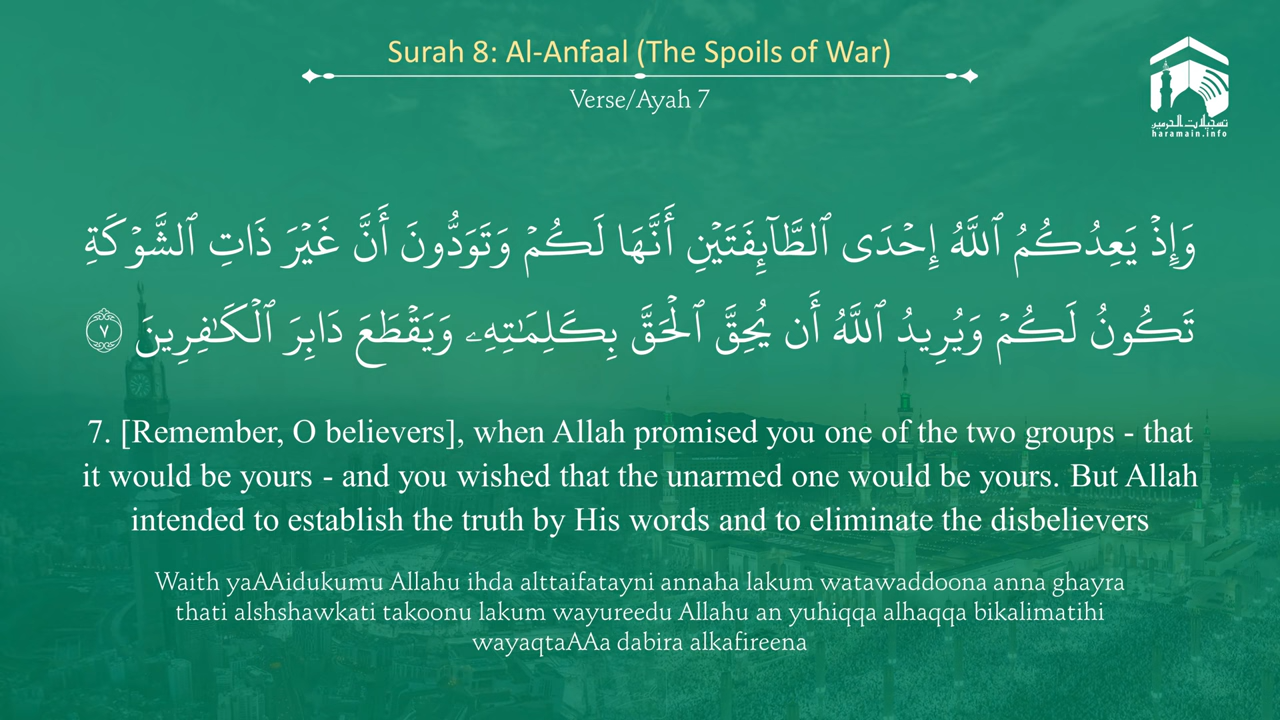 Surah 8: Al-Anfaal (The Spoils of War)
Verse/Ayah 7
تسجيلات الحرمين
haramain.info
وَإِذْ يَعِدُكُمُ ٱللَّهُ إِحْدَى ٱلطَّآئِفَتَيْنِ أَنَّهَا لَكُمْ وَتَوَدُّونَ أَنَّ غَيْرَ ذَاتِ ٱلشَّوْكَةِ
تَكُونُ لَكُمْ وَيُرِيدُ ٱللَّهُ أَن يُحِقَّ ٱلْحَقَّ بِكَلِمَـٰتِهِۦ وَيَقْطَعَ دَابِرَ ٱلْكَـٰفِرِينَ ٧
7. [Remember, O believers], when Allah promised you one of the two groups - that
it would be yours - and you wished that the unarmed one would be yours. But Allah
intended to establish the truth by His words and to eliminate the disbelievers
Waith yaAAidukumu Allahu ihda alttaifatayni annaha lakum watawaddoona anna ghayra
thati alshshawkati takoonu lakum wayureedu Allahu an yuhiqqa alhaqqa bikalimatihi
wayaqtaAAa dabira alkafireena